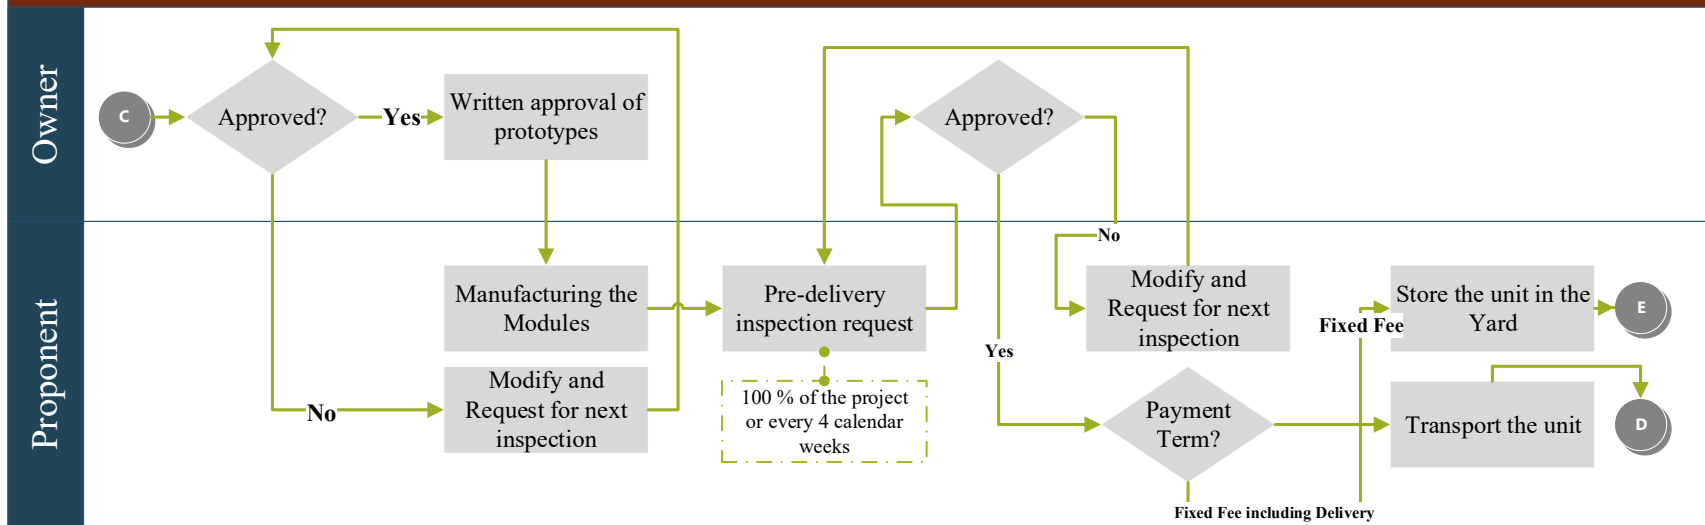 Owner
C
Approved?
Yes
Written approval of
prototypes
Approved?
No
Proponent
Manufacturing the
Modules
Pre-delivery
inspection request
Modify and
Request for next
inspection
Store the unit in the
Yard
E
Fixed Fee
Yes
No
Modify and
Request for next
inspection
100 % of the project
or every 4 calendar
weeks
Payment
Term?
Transport the unit
D
Fixed Fee including Delivery